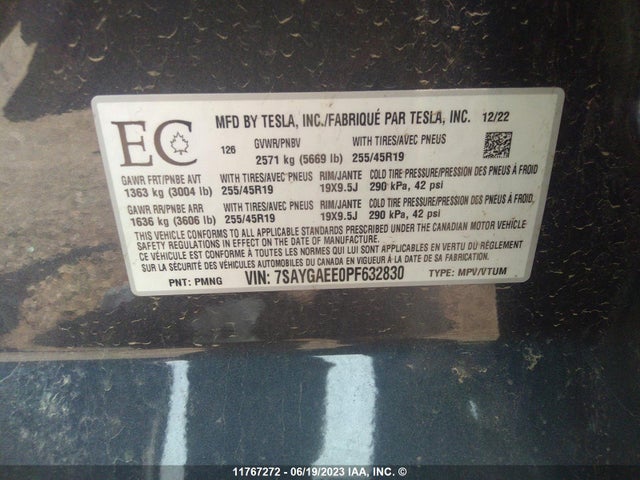 EC
MFD BY TESLA, INC./FABRIQUÉ PAR TESLA, INC. 12/22
126 GVWR/PNBV WITH TIRES/AVEC PNEUS
2571 kg (5669 lb) 255/45R19
GAWR FRT/PNBE AVT WITH TIRES/AVEC PNEUS RIM/JANTE COLD TIRE PRESSURE/PRESSION DES PNEUS À FROID
1363 kg (3004 lb) 255/45R19 19X9.5J 290 kPa, 42 psi
GAWR RR/PNBE ARR WITH TIRES/AVEC PNEUS RIM/JANTE COLD TIRE PRESSURE/PRESSION DES PNEUS À FROID
1636 kg (3606 lb) 255/45R19 19X9.5J 290 kPa, 42 psi
THIS VEHICLE CONFORMS TO ALL APPLICABLE STANDARDS PRESCRIBED UNDER THE CANADIAN MOTOR VEHICLE
SAFETY REGULATIONS IN EFFECT ON THE DATE OF MANUFACTURE.
CE VÉHICULE EST CONFORME À TOUTES LES NORMES QUI LUI SONT APPLICABLES EN VERTU DU RÈGLEMENT
SUR LA SÉCURITÉ DES VÉHICULES AUTOMOBILES DU CANADA EN VIGUEUR À LA DATE DE SA FABRICATION.
PNT: PMNG VIN: 7SAYGAEE0PF632830 TYPE: MPV/VTUM
11767272 - 06/19/2023 IAA, INC. ©